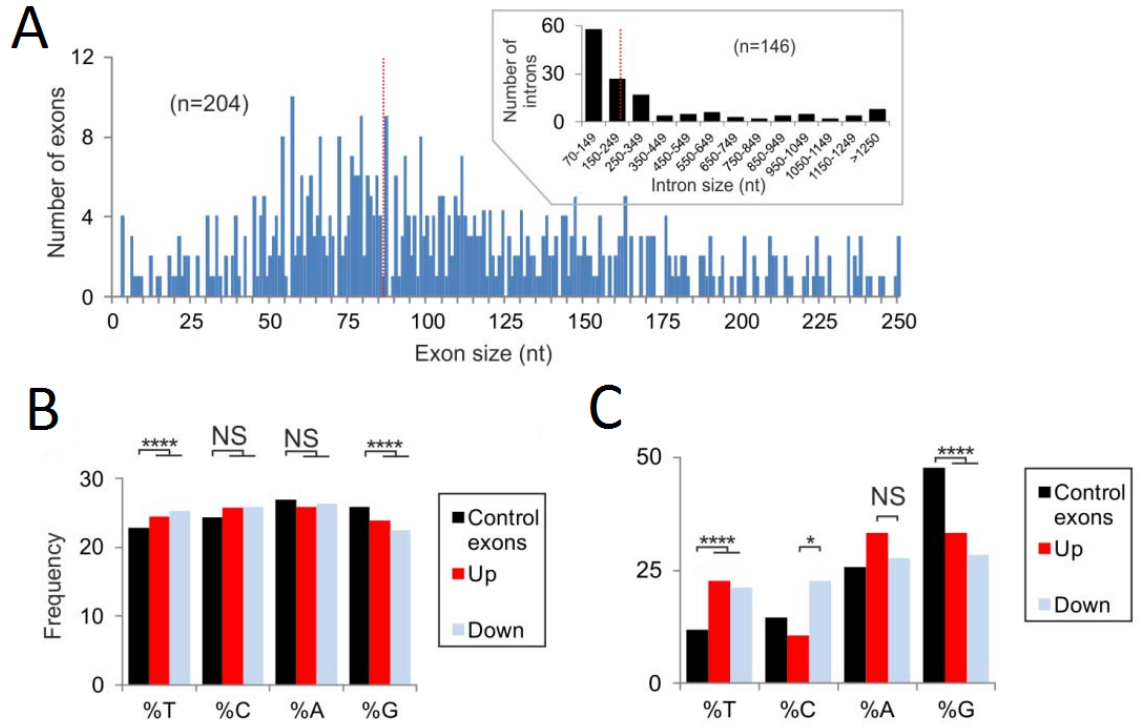 A
12
8
4
0
Number of exons
(n=204)
0 25 50 75 100 125 150 175 200 225 250
Exon size (nt)
60
30
0
Number of
introns
(n=146)
70-149
150-249
250-349
350-449
450-549
550-649
650-749
750-849
850-949
950-1049
1050-1149
1150-1249
>1250
Intron size (nt)
B
**** NS NS ****
30
20
10
0
Frequency
%T %C %A %G
Control
exons
Up
Down
C
50
25
0
****
*
NS
****
%T %C %A %G
Control
exons
Up
Down